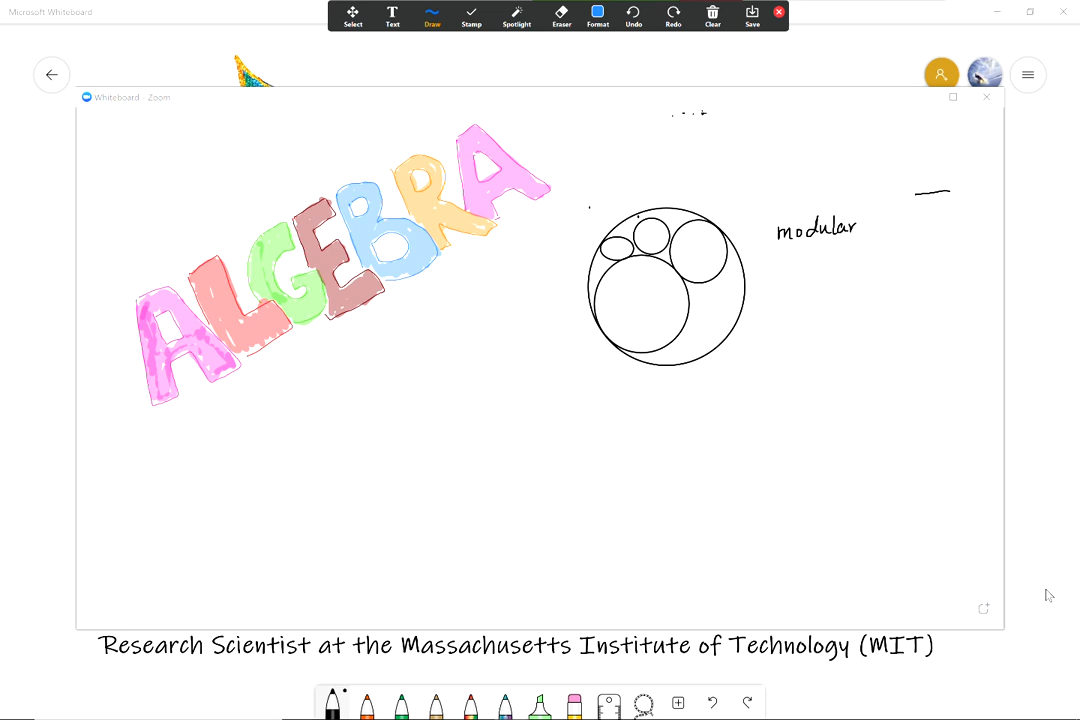 Microsoft Whiteboard
Select Text Draw Stamp Spotlight Eraser Format Undo Redo Clear Save
Whiteboard - Zoom
ALGEBRA
modular
Research Scientist at the Massachusetts Institute of Technology (MIT)